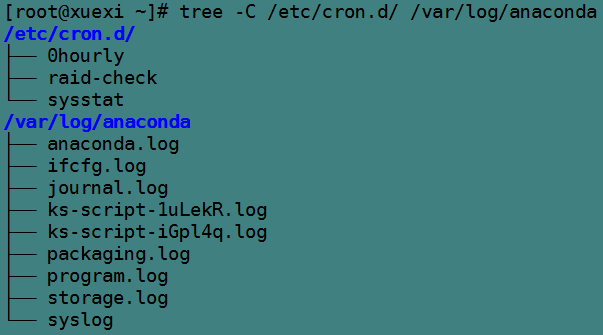 [root@xuexi ~]# tree -C /etc/cron.d/ /var/log/anaconda
/etc/cron.d/
├── 0hourly
├── raid-check
└── sysstat
/var/log/anaconda
├── anaconda.log
├── ifcfg.log
├── journal.log
├── ks-script-1uLekR.log
├── ks-script-iGpl4q.log
├── packaging.log
├── program.log
├── storage.log
└── syslog